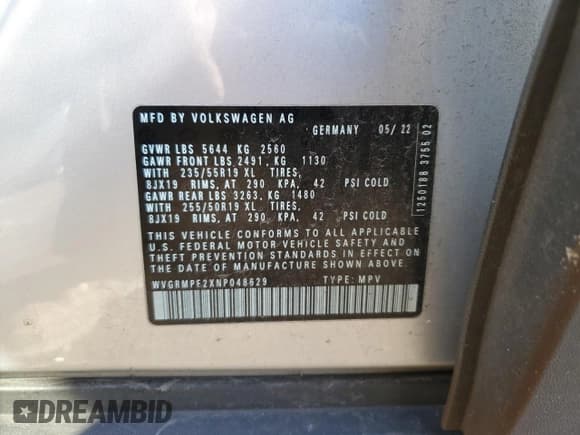 MFD BY VOLKSWAGEN AG
GERMANY 05/22
GVWR LBS 5644 KG 2560
GAWR FRONT LBS 2491, KG 1130
WITH 235/55R19 XL TIRES,
8JX19 RIMS, AT 290 KPA, 42 PSI COLD
GAWR REAR LBS 3263, KG 1480
WITH 255/50R19 XL TIRES,
8JX19 RIMS, AT 290 KPA, 42 PSI COLD
THIS VEHICLE CONFORMS TO ALL APPLICABLE
U.S. FEDERAL MOTOR VEHICLE SAFETY AND
THEFT PREVENTION STANDARDS IN EFFECT ON
THE DATE OF MANUFACTURE SHOWN ABOVE.
WVGRMPE2XNP048629 TYPE: MPV
1250188 3755 02
DREAMBID